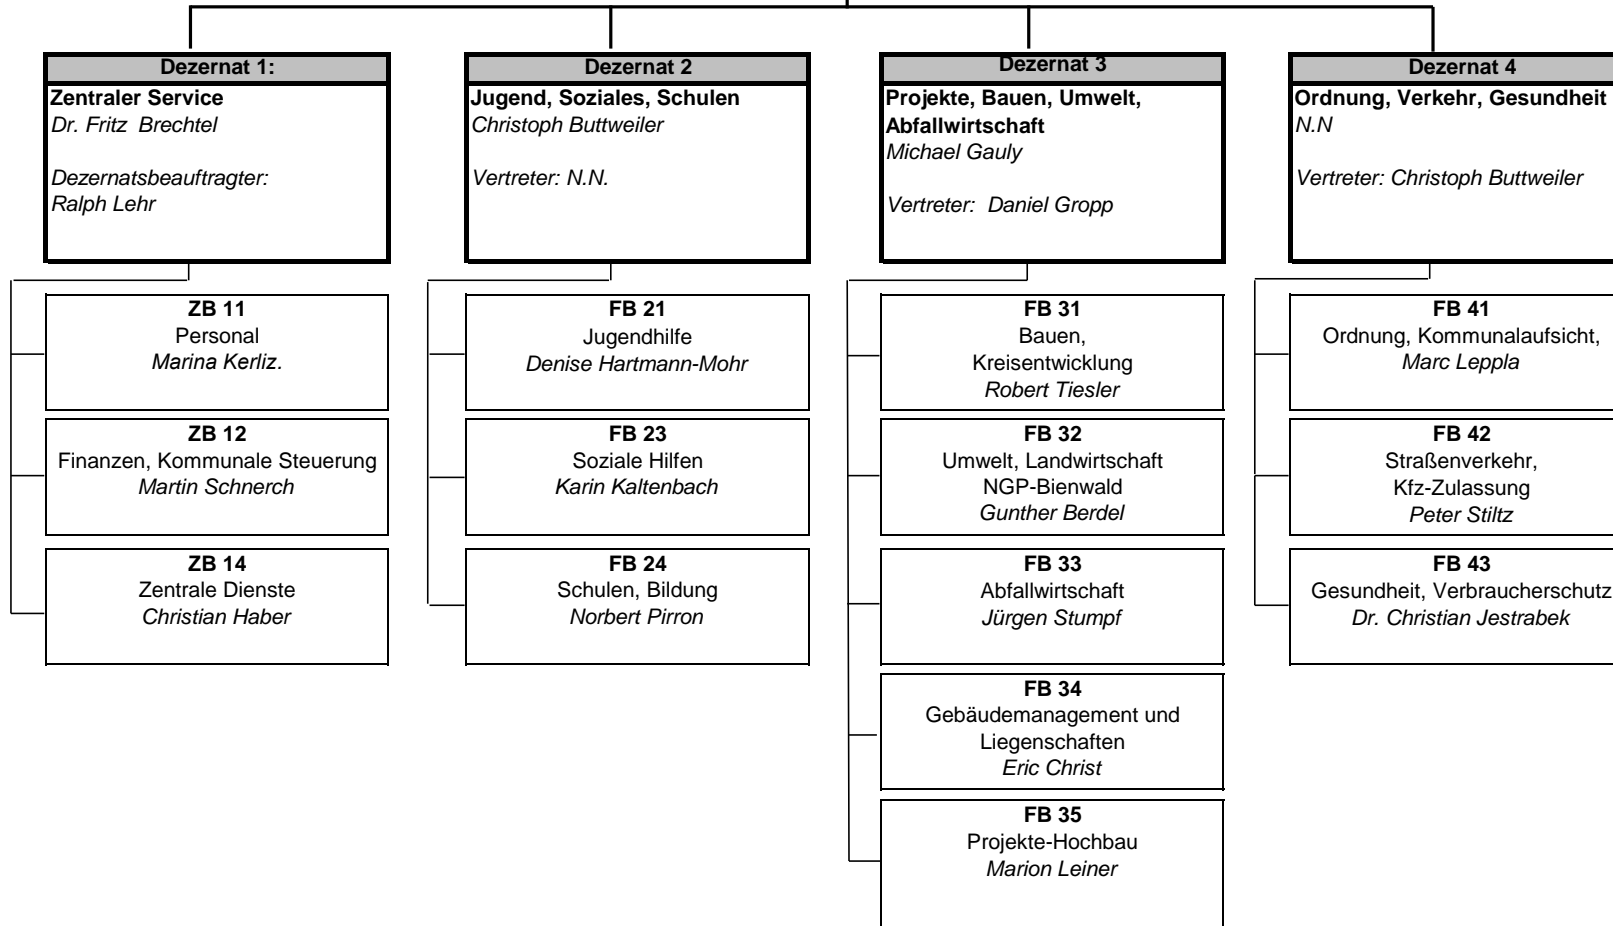 Dezernat 1:
Zentraler Service
Dr. Fritz Brechtel
Dezernatsbeauftragter:
Ralph Lehr
ZB 11
Personal
Marina Kerliz.
ZB 12
Finanzen, Kommunale Steuerung
Martin Schnerch
ZB 14
Zentrale Dienste
Christian Haber
Dezernat 2
Jugend, Soziales, Schulen
Christoph Buttweiler
Vertreter: N.N.
FB 21
Jugendhilfe
Denise Hartmann-Mohr
FB 23
Soziale Hilfen
Karin Kaltenbach
FB 24
Schulen, Bildung
Norbert Pirron
Dezernat 3
Projekte, Bauen, Umwelt,
Abfallwirtschaft
Michael Gauly
Vertreter: Daniel Gropp
FB 31
Bauen,
Kreisentwicklung
Robert Tiesler
FB 32
Umwelt, Landwirtschaft
NGP-Bienwald
Gunther Berdel
FB 33
Abfallwirtschaft
Jürgen Stumpf
FB 34
Gebäudemanagement und
Liegenschaften
Eric Christ
FB 35
Projekte-Hochbau
Marion Leiner
Dezernat 4
Ordnung, Verkehr, Gesundheit
N.N
Vertreter: Christoph Buttweiler
FB 41
Ordnung, Kommunalaufsicht,
Marc Leppla
FB 42
Straßenverkehr,
Kfz-Zulassung
Peter Stiltz
FB 43
Gesundheit, Verbraucherschutz
Dr. Christian Jestrabek